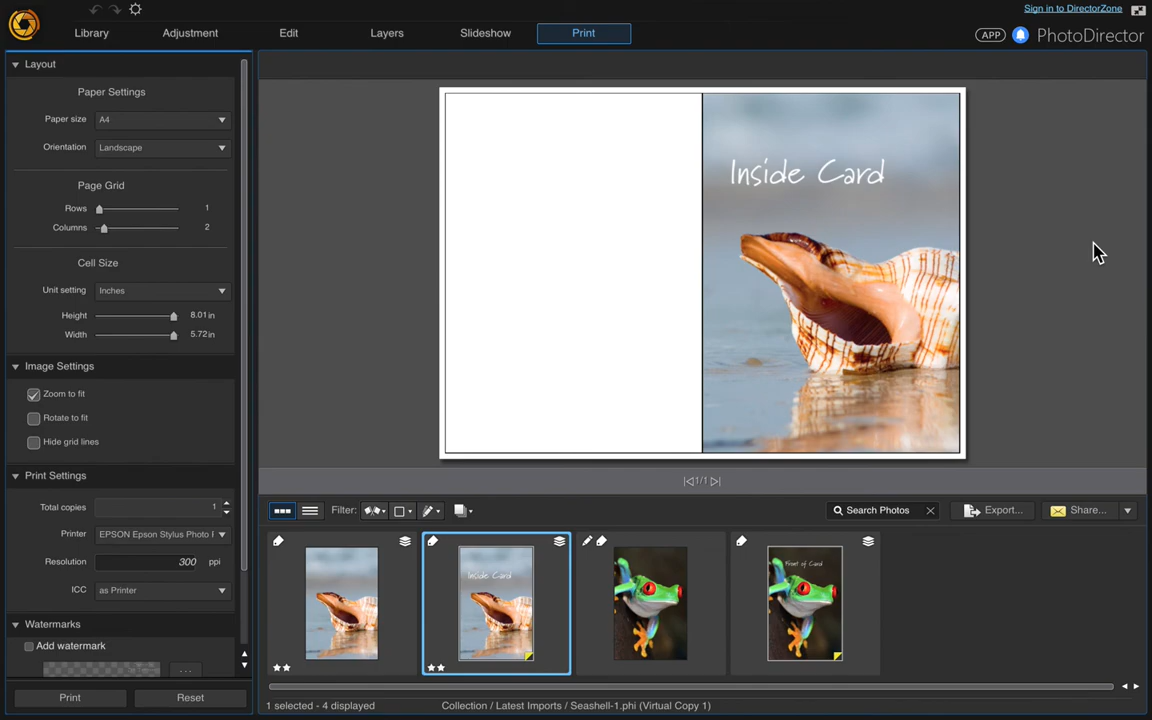 Sign in to DirectorZone
Library
Adjustment
Edit
Layers
Slideshow
Print
APP
PhotoDirector
Layout
Paper Settings
Paper size A4
Orientation Landscape
Page Grid
Rows 1
Columns 2
Cell Size
Unit setting Inches
Height 8.01in
Width 5.72in
Image Settings
Zoom to fit
Rotate to fit
Hide grid lines
Print Settings
Total copies 1
Printer EPSON Epson Stylus Photo
Resolution 300 ppi
ICC as Printer
Watermarks
Add watermark
...
Print
Reset
Inside Card
1/1
Filter:
Search Photos
Export...
Share...
Inside Card
Front of Card
1 selected - 4 displayed
Collection / Latest Imports / Seashell-1.phi (Virtual Copy 1)